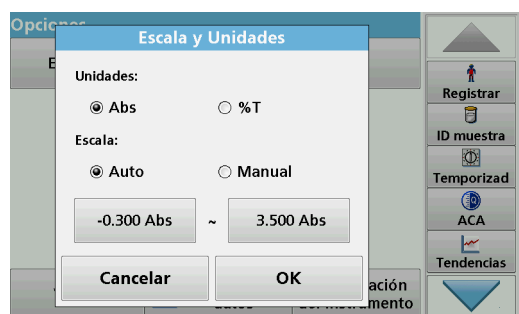 Opciones
Escala y Unidades
Unidades:
Abs
%T
Escala:
Auto
Manual
-0.300 Abs
~
3.500 Abs
Cancelar
OK
Registrar
ID muestra
Temporizad
ACA
Tendencias